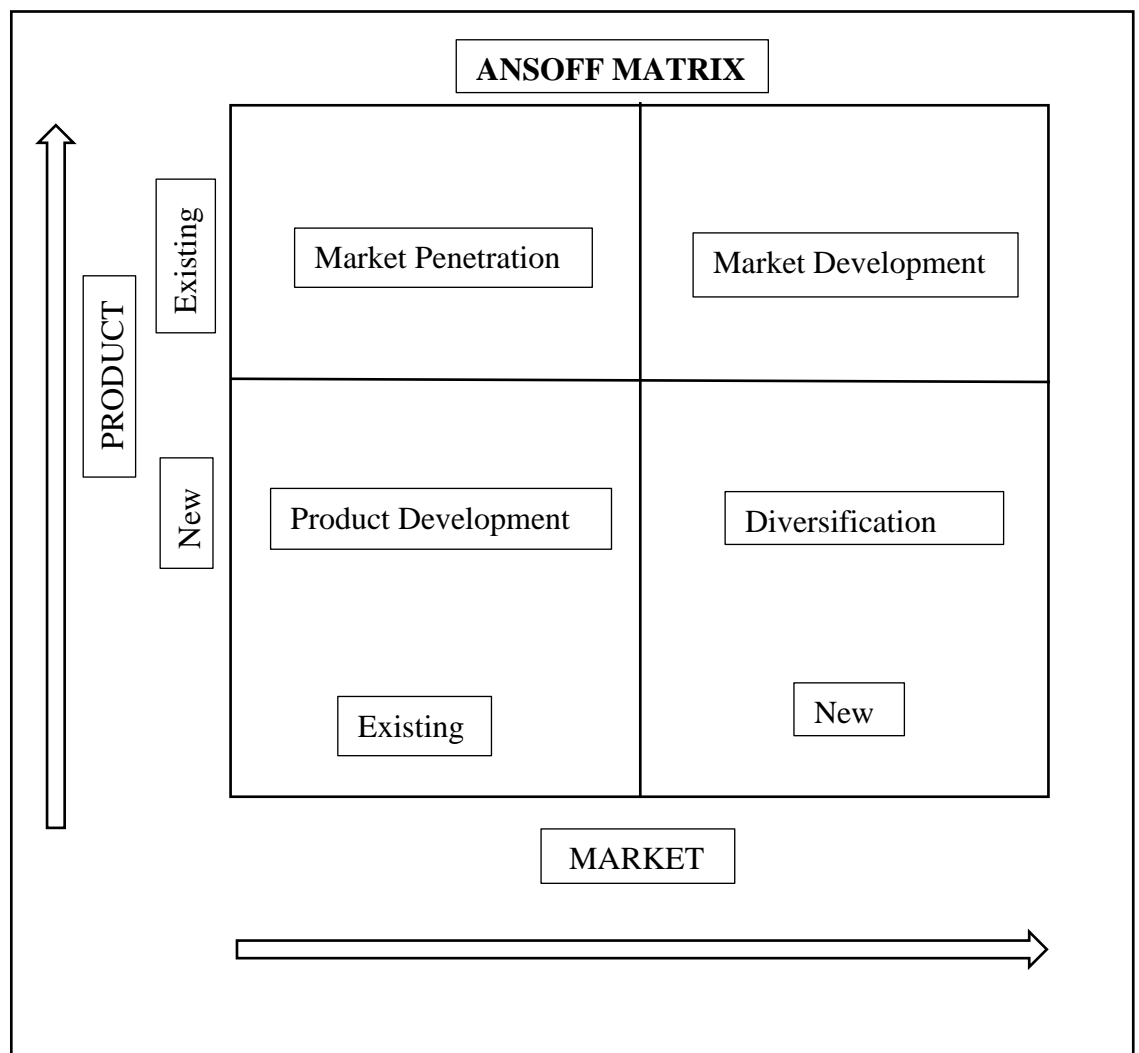 ANSOFF MATRIX
Existing
Market Penetration
Market Development
PRODUCT
New
Product Development
Diversification
Existing
New
MARKET